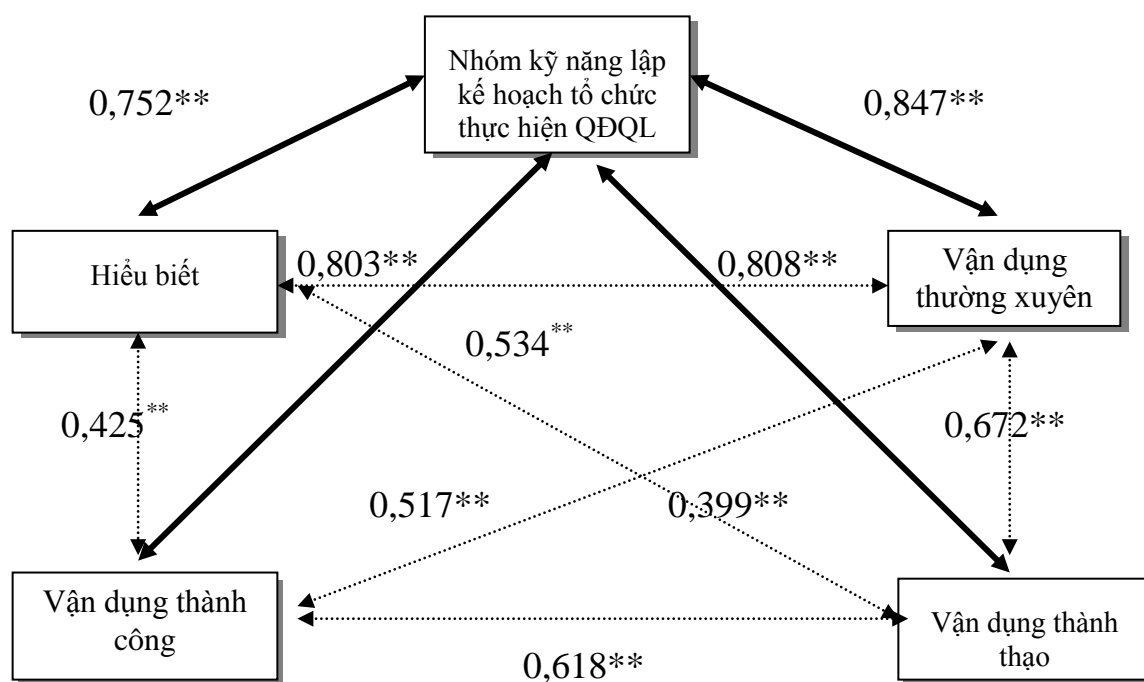 Nhóm kỹ năng lập
kế hoạch tổ chức
thực hiện QĐQL
0,752**
0,847**
Hiểu biết
0,803**
0,808**
Vận dụng
thường xuyên
0,534**
0,425**
0,672**
0,517**
0,399**
Vận dụng thành
công
Vận dụng thành
thạo
0,618**